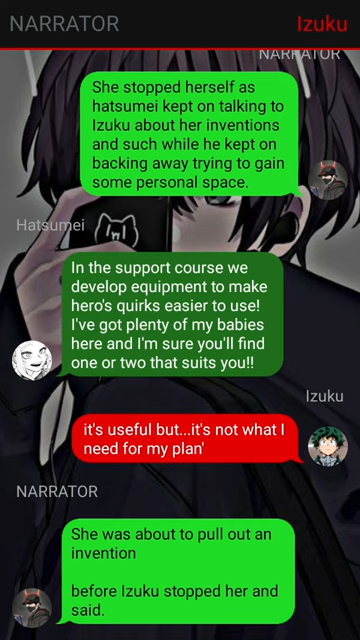 NARRATOR
Izuku
NARRATOR
She stopped herself as
hatsumei kept on talking to
Izuku about her inventions
and such while he kept on
backing away trying to gain
some personal space.
Hatsumei
In the support course we
develop equipment to make
hero's quirks easier to use!
I've got plenty of my babies
here and I'm sure you'll find
one or two that suits you!!
Izuku
it's useful but...it's not what I
need for my plan'
NARRATOR
She was about to pull out an
invention
before Izuku stopped her and
said.